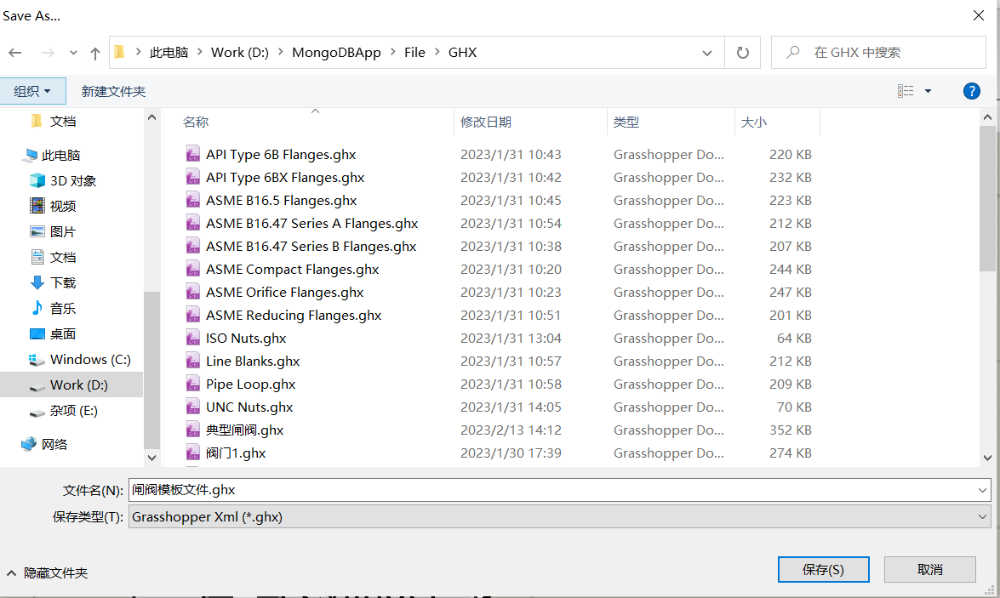 Save As...
此电脑 Work (D:) MongoDBApp File GHX 在 GHX 中搜索
组织 新建文件夹
文档
此电脑
3D 对象
视频
图片
文档
下载
音乐
桌面
Windows (C:)
Work (D:)
杂项 (E:)
网络
名称 修改日期 类型 大小
API Type 6B Flanges.ghx 2023/1/31 10:43 Grasshopper Do... 220 KB
API Type 6BX Flanges.ghx 2023/1/31 10:42 Grasshopper Do... 232 KB
ASME B16.5 Flanges.ghx 2023/1/31 10:45 Grasshopper Do... 223 KB
ASME B16.47 Series A Flanges.ghx 2023/1/31 10:54 Grasshopper Do... 212 KB
ASME B16.47 Series B Flanges.ghx 2023/1/31 10:38 Grasshopper Do... 207 KB
ASME Compact Flanges.ghx 2023/1/31 10:20 Grasshopper Do... 244 KB
ASME Orifice Flanges.ghx 2023/1/31 10:23 Grasshopper Do... 247 KB
ASME Reducing Flanges.ghx 2023/1/31 10:51 Grasshopper Do... 201 KB
ISO Nuts.ghx 2023/1/31 13:04 Grasshopper Do... 64 KB
Line Blanks.ghx 2023/1/31 10:57 Grasshopper Do... 212 KB
Pipe Loop.ghx 2023/1/31 10:58 Grasshopper Do... 209 KB
UNC Nuts.ghx 2023/1/31 14:05 Grasshopper Do... 70 KB
典型闸阀.ghx 2023/2/13 14:12 Grasshopper Do... 352 KB
阀门1.ghx 2023/1/30 17:39 Grasshopper Do... 274 KB
文件名(N): 闸阀模板文件.ghx
保存类型(T): Grasshopper Xml (*.ghx)
隐藏文件夹 保存(S) 取消